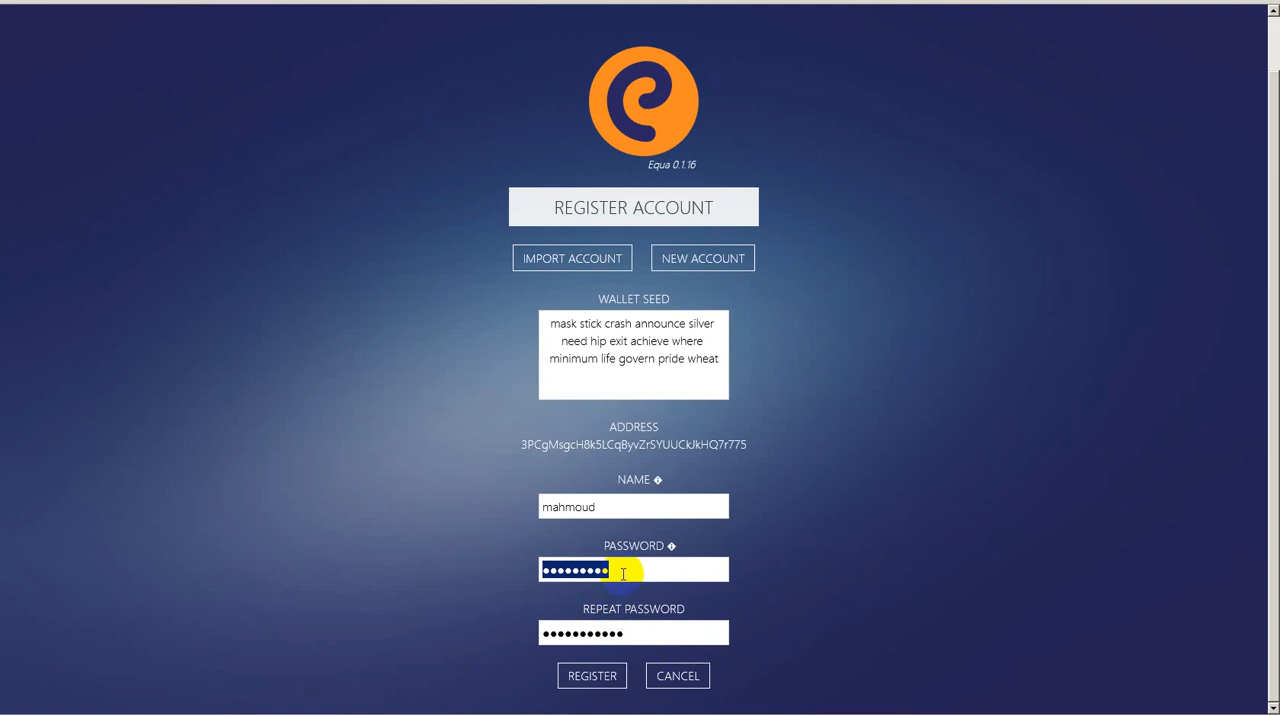 Equa 0.1.16
REGISTER ACCOUNT
IMPORT ACCOUNT NEW ACCOUNT
WALLET SEED
mask stick crash announce silver
need hip exit achieve where
minimum life govern pride wheat
ADDRESS
3PCgMsgcH8k5LCqByvZrSYUUCkJkHQ7r775
NAME
mahmoud
PASSWORD
●●●●●●●●●
REPEAT PASSWORD
●●●●●●●●●●●
REGISTER CANCEL